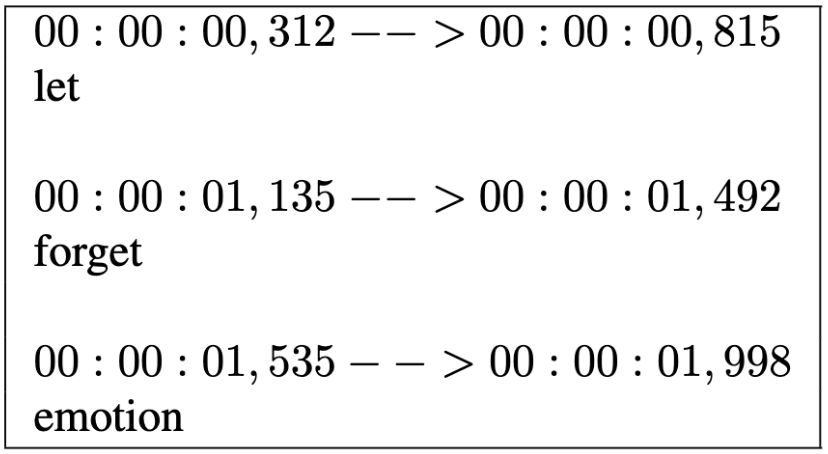 00 : 00 : 00, 312 −− > 00 : 00 : 00, 815
let
00 : 00 : 01, 135 −− > 00 : 00 : 01, 492
forget
00 : 00 : 01, 535 − − > 00 : 00 : 01, 998
emotion